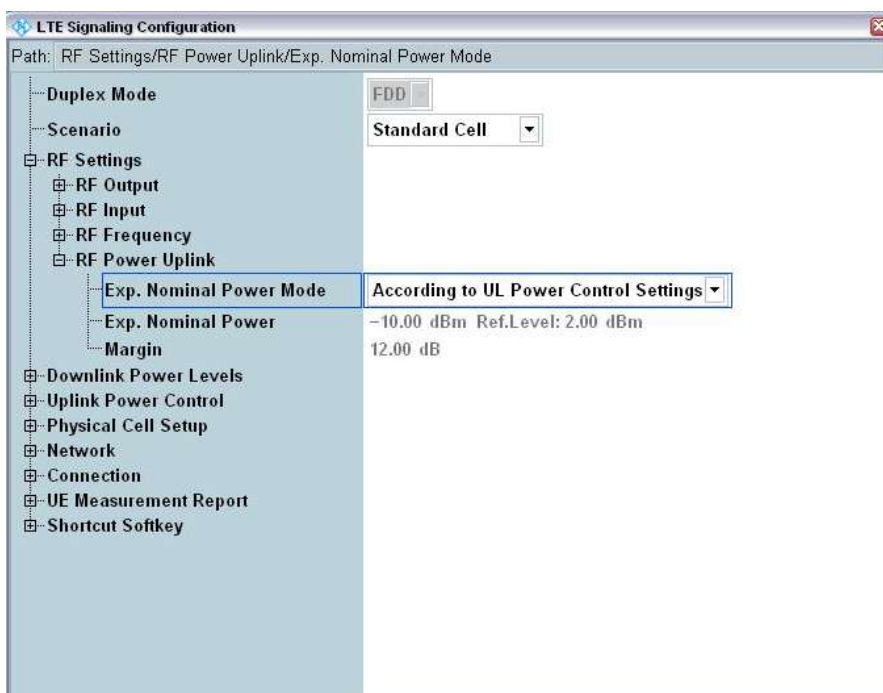 LTE Signaling Configuration
Path: RF Settings/RF Power Uplink/Exp. Nominal Power Mode
Duplex Mode FDD
Scenario Standard Cell
RF Settings
RF Output
RF Input
RF Frequency
RF Power Uplink
Exp. Nominal Power Mode According to UL Power Control Settings
Exp. Nominal Power -10.00 dBm Ref.Level: 2.00 dBm
Margin 12.00 dB
Downlink Power Levels
Uplink Power Control
Physical Cell Setup
Network
Connection
UE Measurement Report
Shortcut Softkey